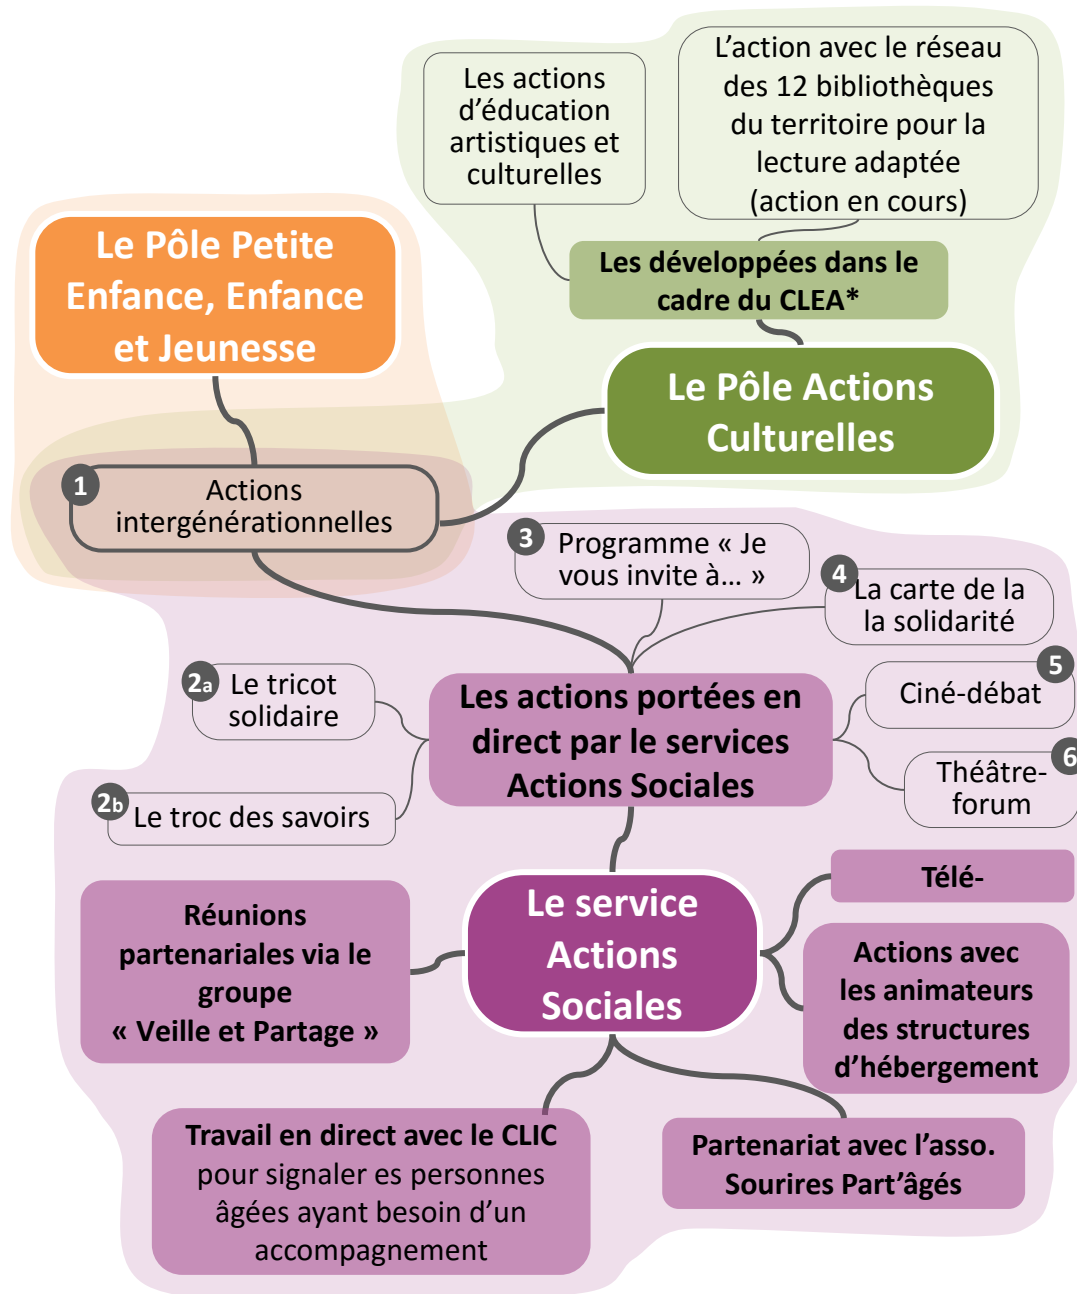 Les actions
d'éducation
artistiques et
culturelles
L'action avec le réseau
des 12 bibliothèques
du territoire pour la
lecture adaptée
(action en cours)
Le Pôle Petite
Enfance, Enfance
et Jeunesse
Les développées dans le
cadre du CLEA*
Le Pôle Actions
Culturelles
1
Actions
intergénérationnelles
3
Programme « Je
vous invite à... »
4
La carte de la
la solidarité
2a
Le tricot
solidaire
Les actions portées en
direct par le services
Actions Sociales
5
Ciné-débat
6
Théâtre-
forum
2b
Le troc des savoirs
Réunions
partenariales via le
groupe
« Veille et Partage »
Le service
Actions
Sociales
Télé-
Actions avec
les animateurs
des structures
d'hébergement
Travail en direct avec le CLIC
pour signaler es personnes
âgées ayant besoin d'un
accompagnement
Partenariat avec l'asso.
Sourires Part'âgés